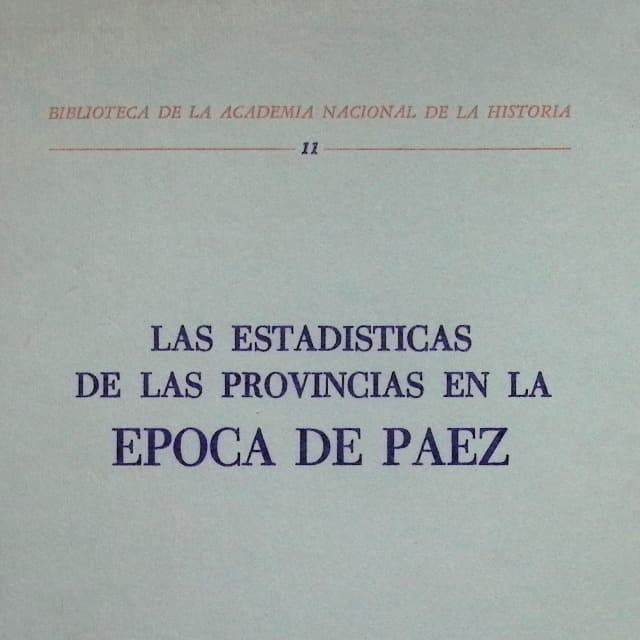 BIBLIOTECA DE LA ACADEMIA NACIONAL DE LA HISTORIA
11
LAS ESTADISTICAS
DE LAS PROVINCIAS EN LA
EPOCA DE PAEZ